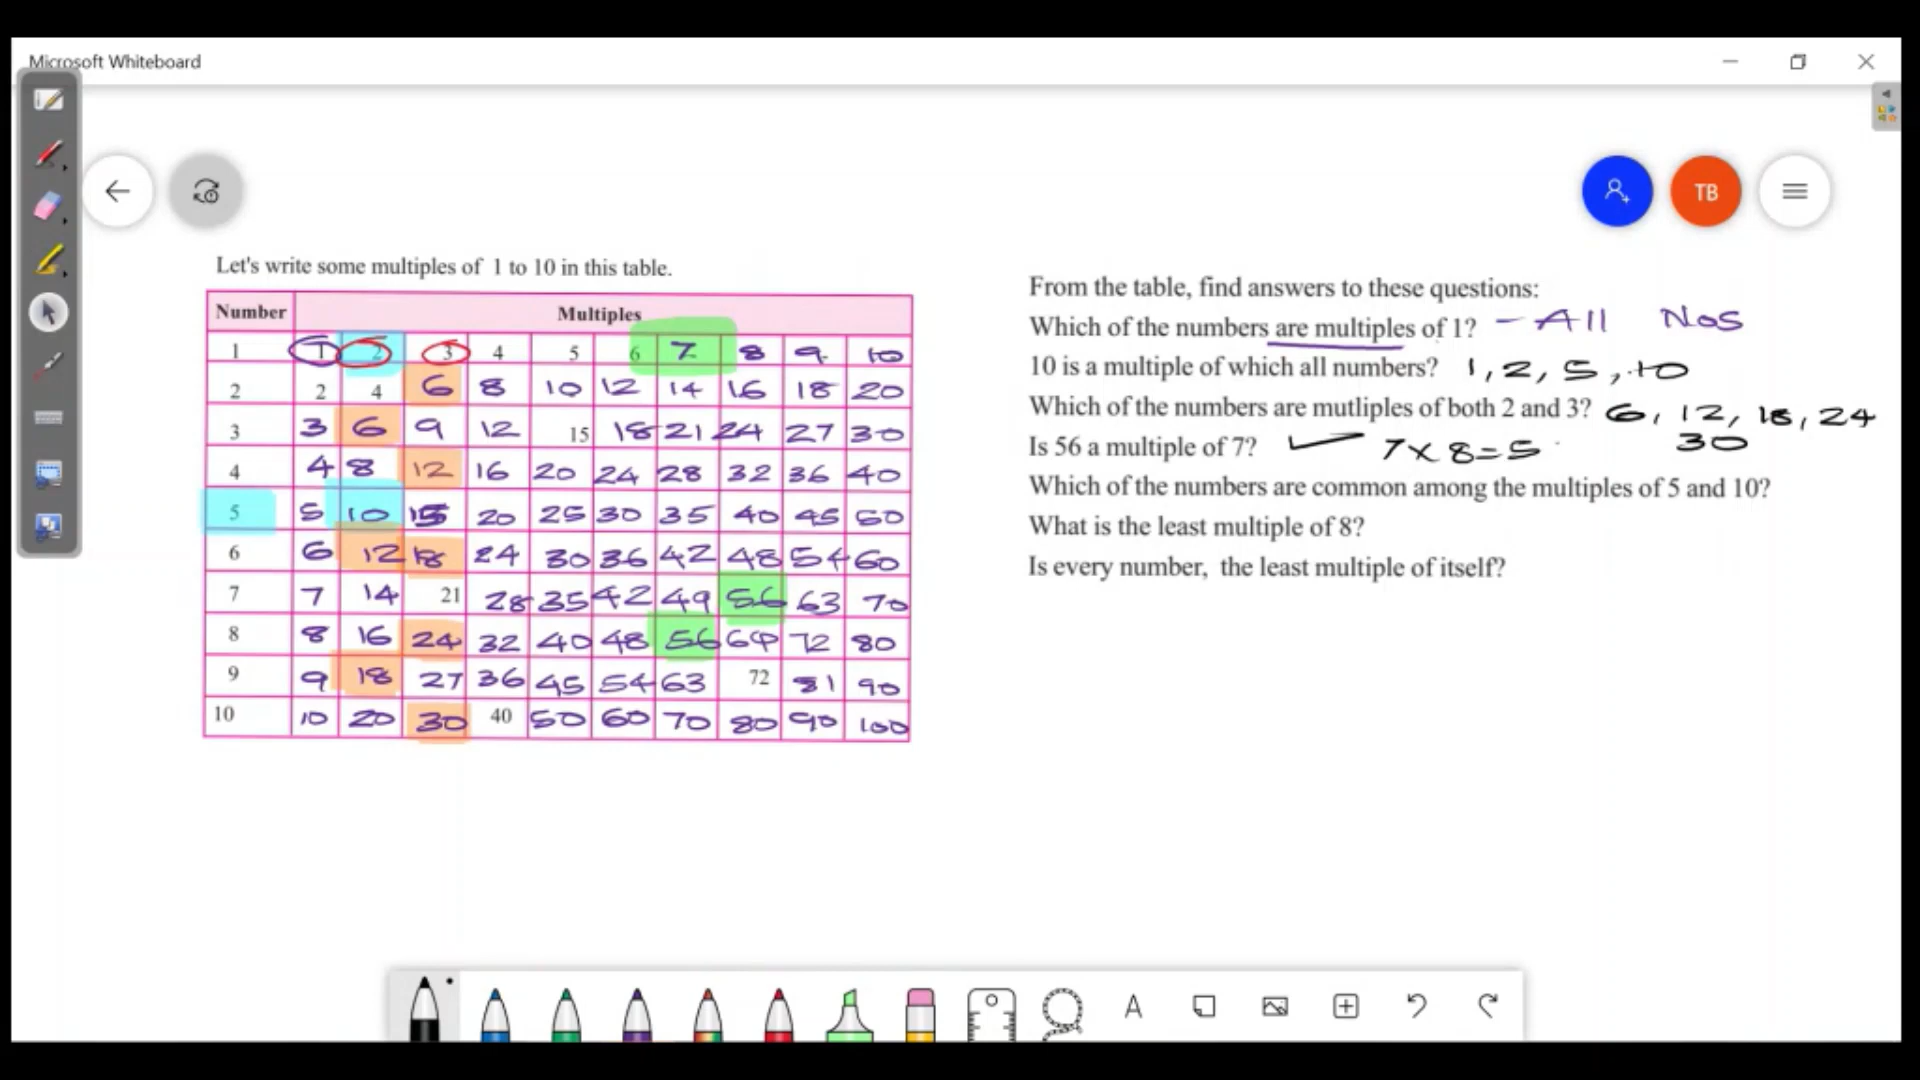 Microsoft Whiteboard
TB
Let's write some multiples of 1 to 10 in this table.
Number Multiples
1 1 2 3 4 5 6 7 8 9 10
2 2 4 6 8 10 12 14 16 18 20
3 3 6 9 12 15 18 21 24 27 30
4 4 8 12 16 20 24 28 32 36 40
5 5 10 15 20 25 30 35 40 45 50
6 6 12 18 24 30 36 42 48 54 60
7 7 14 21 28 35 42 49 56 63 70
8 8 16 24 32 40 48 56 64 72 80
9 9 18 27 36 45 54 63 72 81 90
10 10 20 30 40 50 60 70 80 90 100
From the table, find answers to these questions:
Which of the numbers are multiples of 1? - All Nos
10 is a multiple of which all numbers? 1, 2, 5, 10
Which of the numbers are mutliples of both 2 and 3? 6, 12, 18, 24
30
Is 56 a multiple of 7? ✓ 7 x 8 = 5
Which of the numbers are common among the multiples of 5 and 10?
What is the least multiple of 8?
Is every number, the least multiple of itself?
A